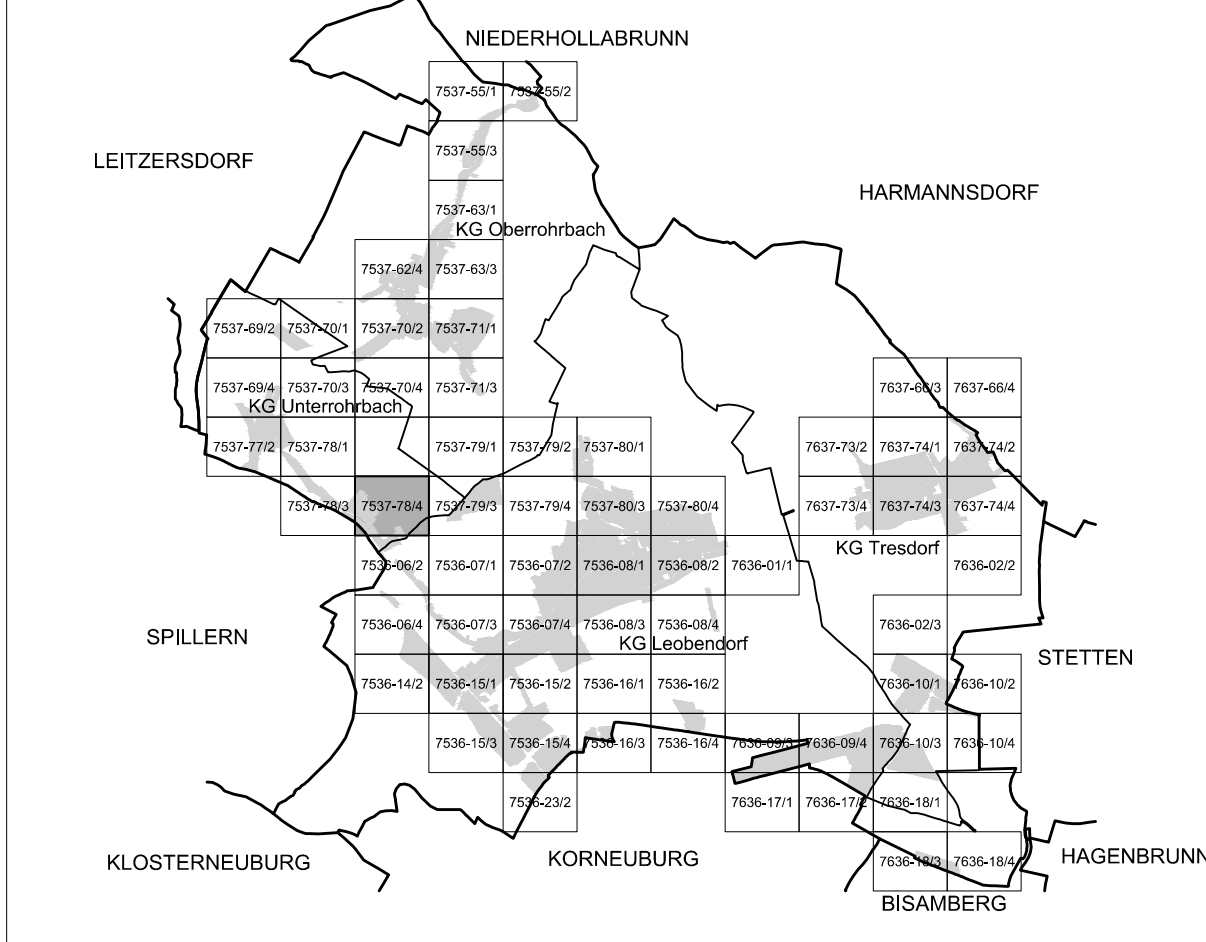 NIEDERHOLLABRUNN
7537-55/1 7537-55/2
LEITZERSDORF
7537-55/3
HARMANNSDORF
7537-63/1
KG Oberrohrbach
7537-62/4 7537-63/3
7537-69/2 7537-70/1 7537-70/2 7537-71/1
7537-69/4 7537-70/3 7537-70/4 7537-71/3 7637-66/3 7637-66/4
KG Unterrohrbach
7537-77/2 7537-78/1 7537-79/1 7537-79/2 7537-80/1 7637-73/2 7637-74/1 7637-74/2
7537-78/3 7537-78/4 7537-79/3 7537-79/4 7537-80/3 7537-80/4 7637-73/4 7637-74/3 7637-74/4
KG Tresdorf
7536-06/2 7536-07/1 7536-07/2 7536-08/1 7536-08/2 7636-01/1 7636-02/2
SPILLERN
7536-06/4 7536-07/3 7536-07/4 7536-08/3 7536-08/4 7636-02/3
KG Leobendorf
STETTEN
7536-14/2 7536-15/1 7536-15/2 7536-16/1 7536-16/2 7636-10/1 7636-10/2
7536-15/3 7536-15/4 7536-16/3 7536-16/4 7636-09/3 7636-09/4 7636-10/3 7636-10/4
7536-23/2 7636-17/1 7636-17/2 7636-18/1
KLOSTERNEUBURG
KORNEUBURG
HAGENBRUNN
7636-18/3 7636-18/4
BISAMBERG